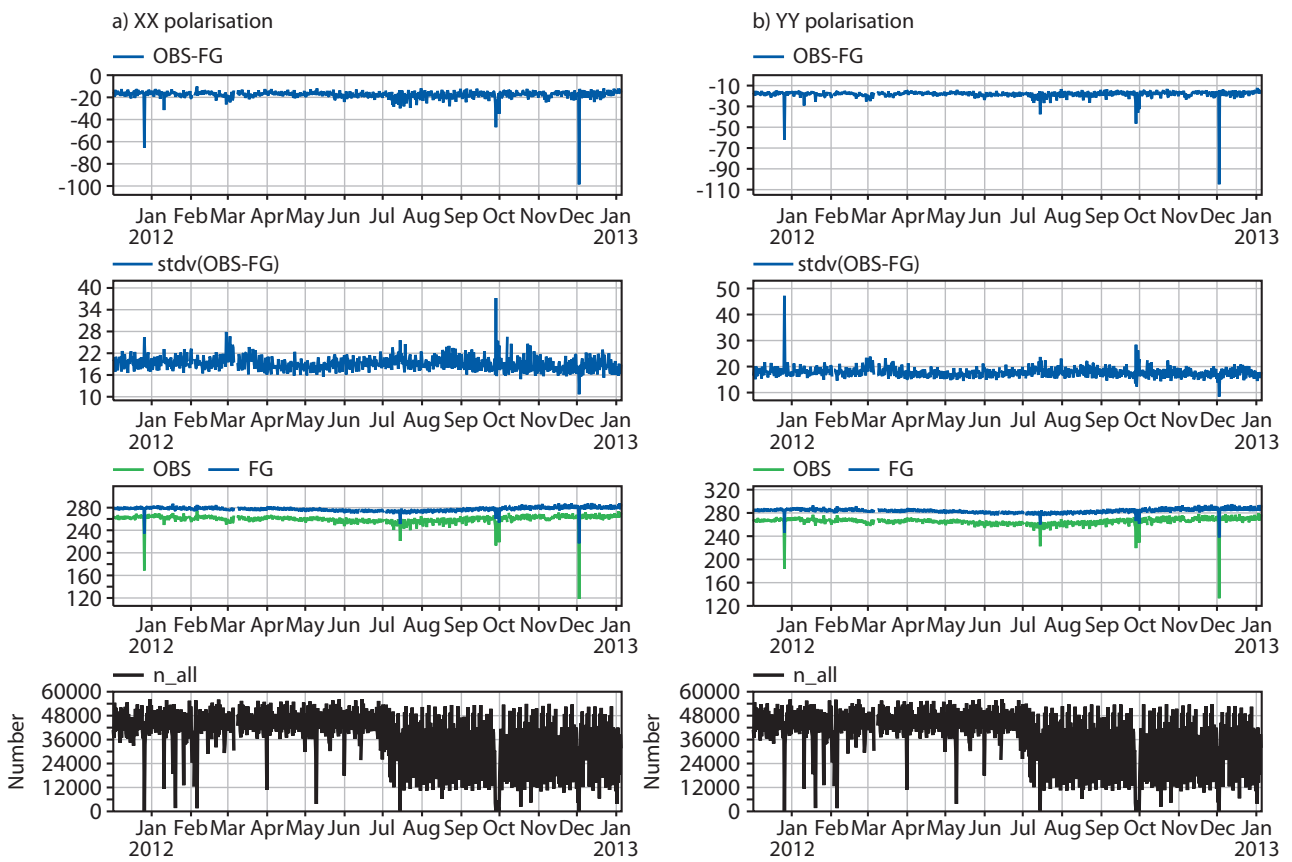 a) XX polarisation
OBS-FG
0
-20
-40
-60
-80
-100
Jan Feb Mar Apr May Jun Jul Aug Sep Oct Nov Dec Jan
2012 2013
stdv(OBS-FG)
40
34
28
22
16
10
Jan Feb Mar Apr May Jun Jul Aug Sep Oct Nov Dec Jan
2012 2013
OBS FG
280
240
200
160
120
Jan Feb Mar Apr May Jun Jul Aug Sep Oct Nov Dec Jan
2012 2013
n_all
Number
60000
48000
36000
24000
12000
0
Jan Feb Mar Apr May Jun Jul Aug Sep Oct Nov Dec Jan
2012 2013
b) YY polarisation
OBS-FG
-10
-30
-50
-70
-90
-110
Jan Feb Mar Apr May Jun Jul Aug Sep Oct Nov Dec Jan
2012 2013
stdv(OBS-FG)
50
40
30
20
10
Jan Feb Mar Apr May Jun Jul Aug Sep Oct Nov Dec Jan
2012 2013
OBS FG
320
280
240
200
160
120
Jan Feb Mar Apr May Jun Jul Aug Sep Oct Nov Dec Jan
2012 2013
n_all
Number
60000
48000
36000
24000
12000
0
Jan Feb Mar Apr May Jun Jul Aug Sep Oct Nov Dec Jan
2012 2013